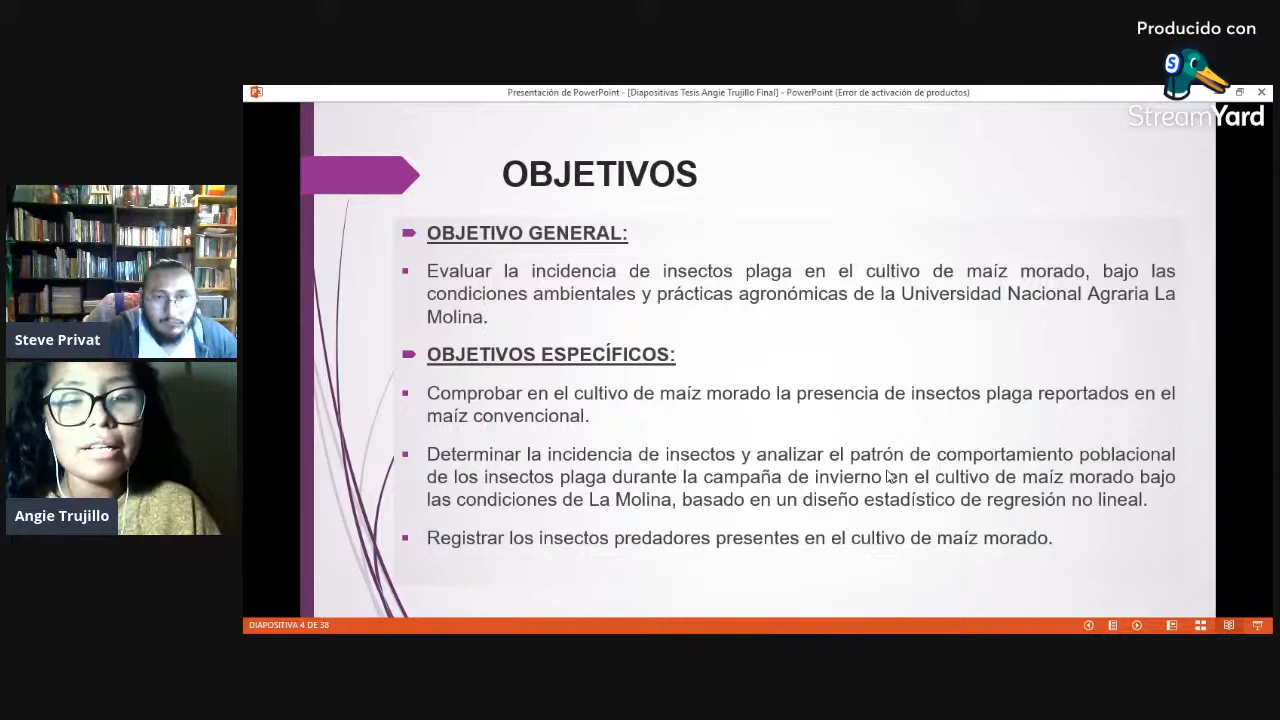 Producido con
StreamYard
Presentación de PowerPoint - [Diapositivas Tesis Angie Trujillo Final] - PowerPoint (Error de activación de productos)
OBJETIVOS
OBJETIVO GENERAL:
Evaluar la incidencia de insectos plaga en el cultivo de maíz morado, bajo las
condiciones ambientales y prácticas agronómicas de la Universidad Nacional Agraria La
Molina.
OBJETIVOS ESPECÍFICOS:
Comprobar en el cultivo de maíz morado la presencia de insectos plaga reportados en el
maíz convencional.
Determinar la incidencia de insectos y analizar el patrón de comportamiento poblacional
de los insectos plaga durante la campaña de invierno en el cultivo de maíz morado bajo
las condiciones de La Molina, basado en un diseño estadístico de regresión no lineal.
Registrar los insectos predadores presentes en el cultivo de maíz morado.
DIAPOSITIVA 4 DE 38
Steve Privat
Angie Trujillo